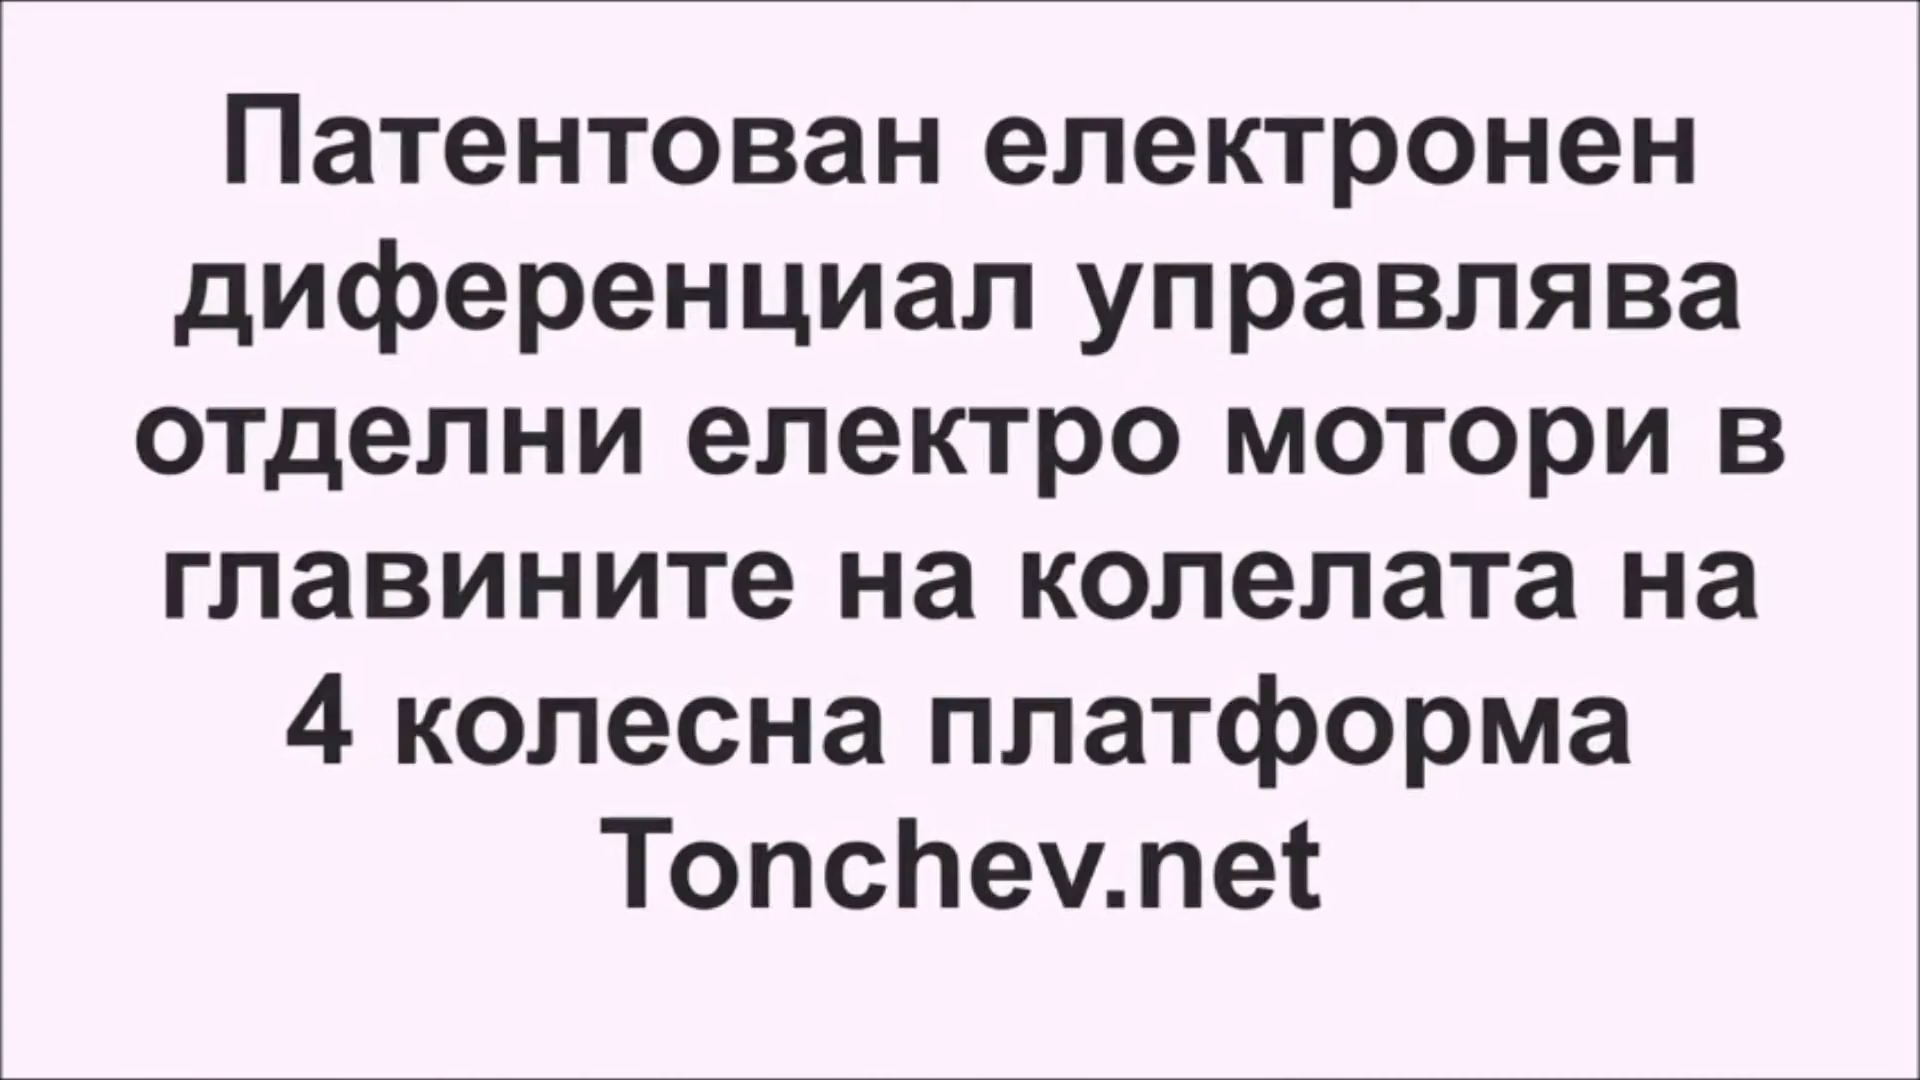 Патентован електронен
диференциал управлява
отделни електро мотори в
главините на колелата на
4 колесна платформа
Tonchev.net